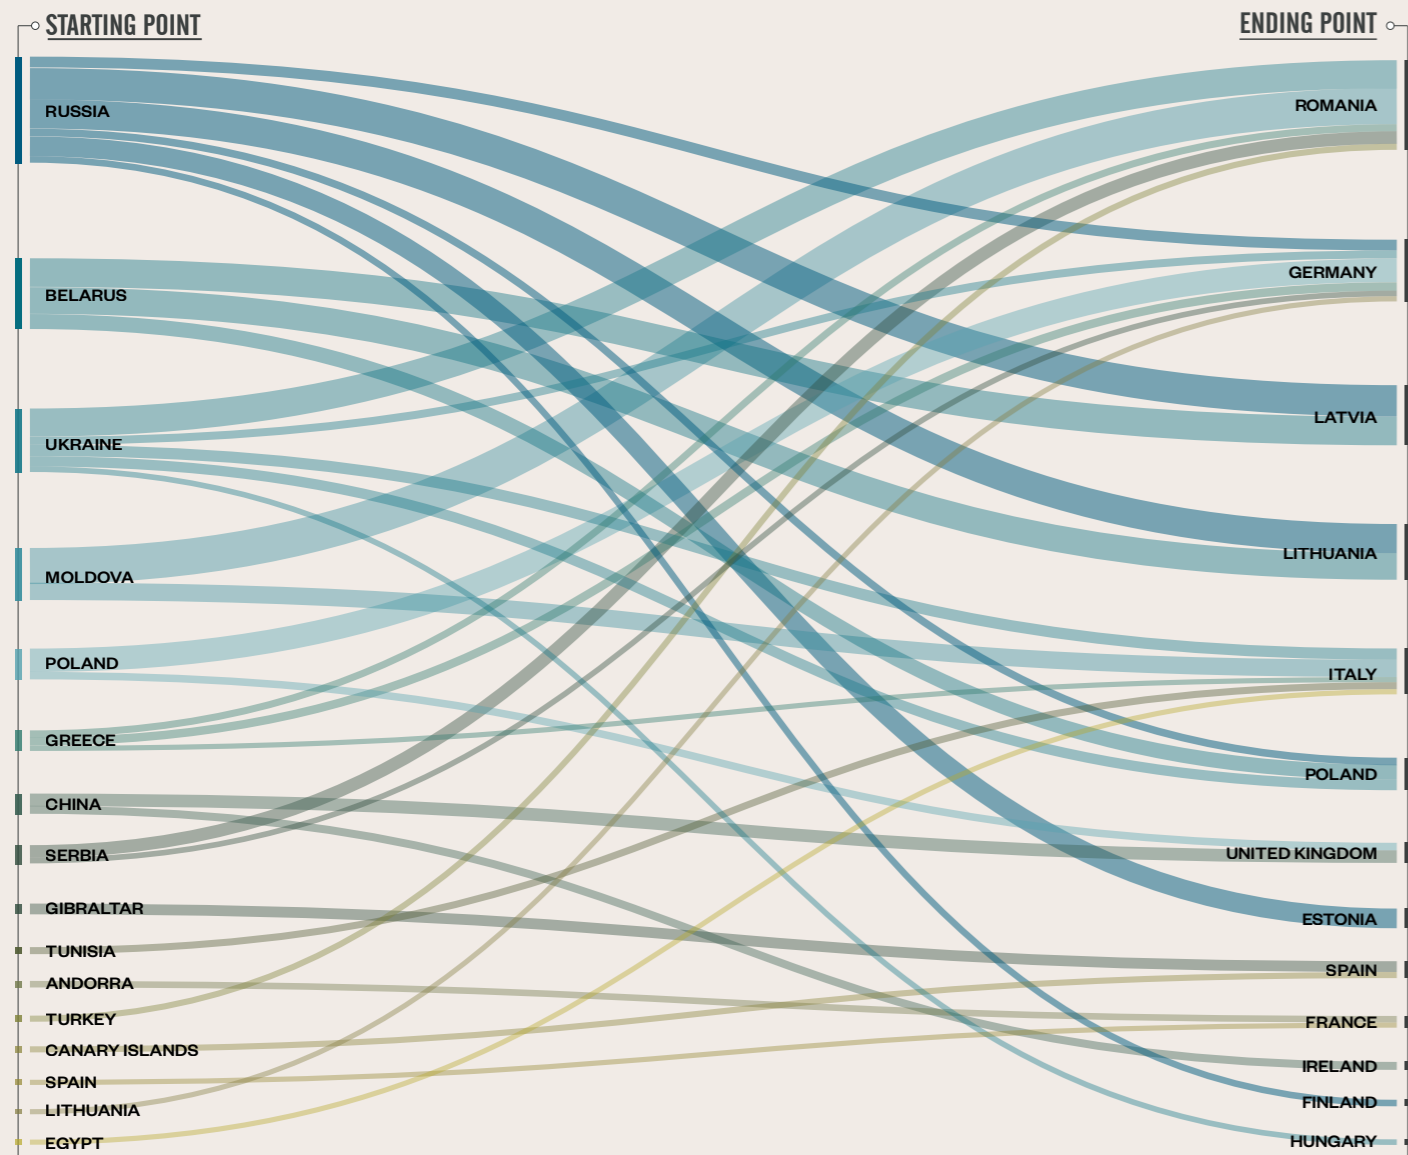 STARTING POINT
ENDING POINT
RUSSIA
BELARUS
UKRAINE
MOLDOVA
POLAND
GREECE
CHINA
SERBIA
GIBRALTAR
TUNISIA
ANDORRA
TURKEY
CANARY ISLANDS
SPAIN
LITHUANIA
EGYPT
ROMANIA
GERMANY
LATVIA
LITHUANIA
ITALY
POLAND
UNITED KINGDOM
ESTONIA
SPAIN
FRANCE
IRELAND
FINLAND
HUNGARY